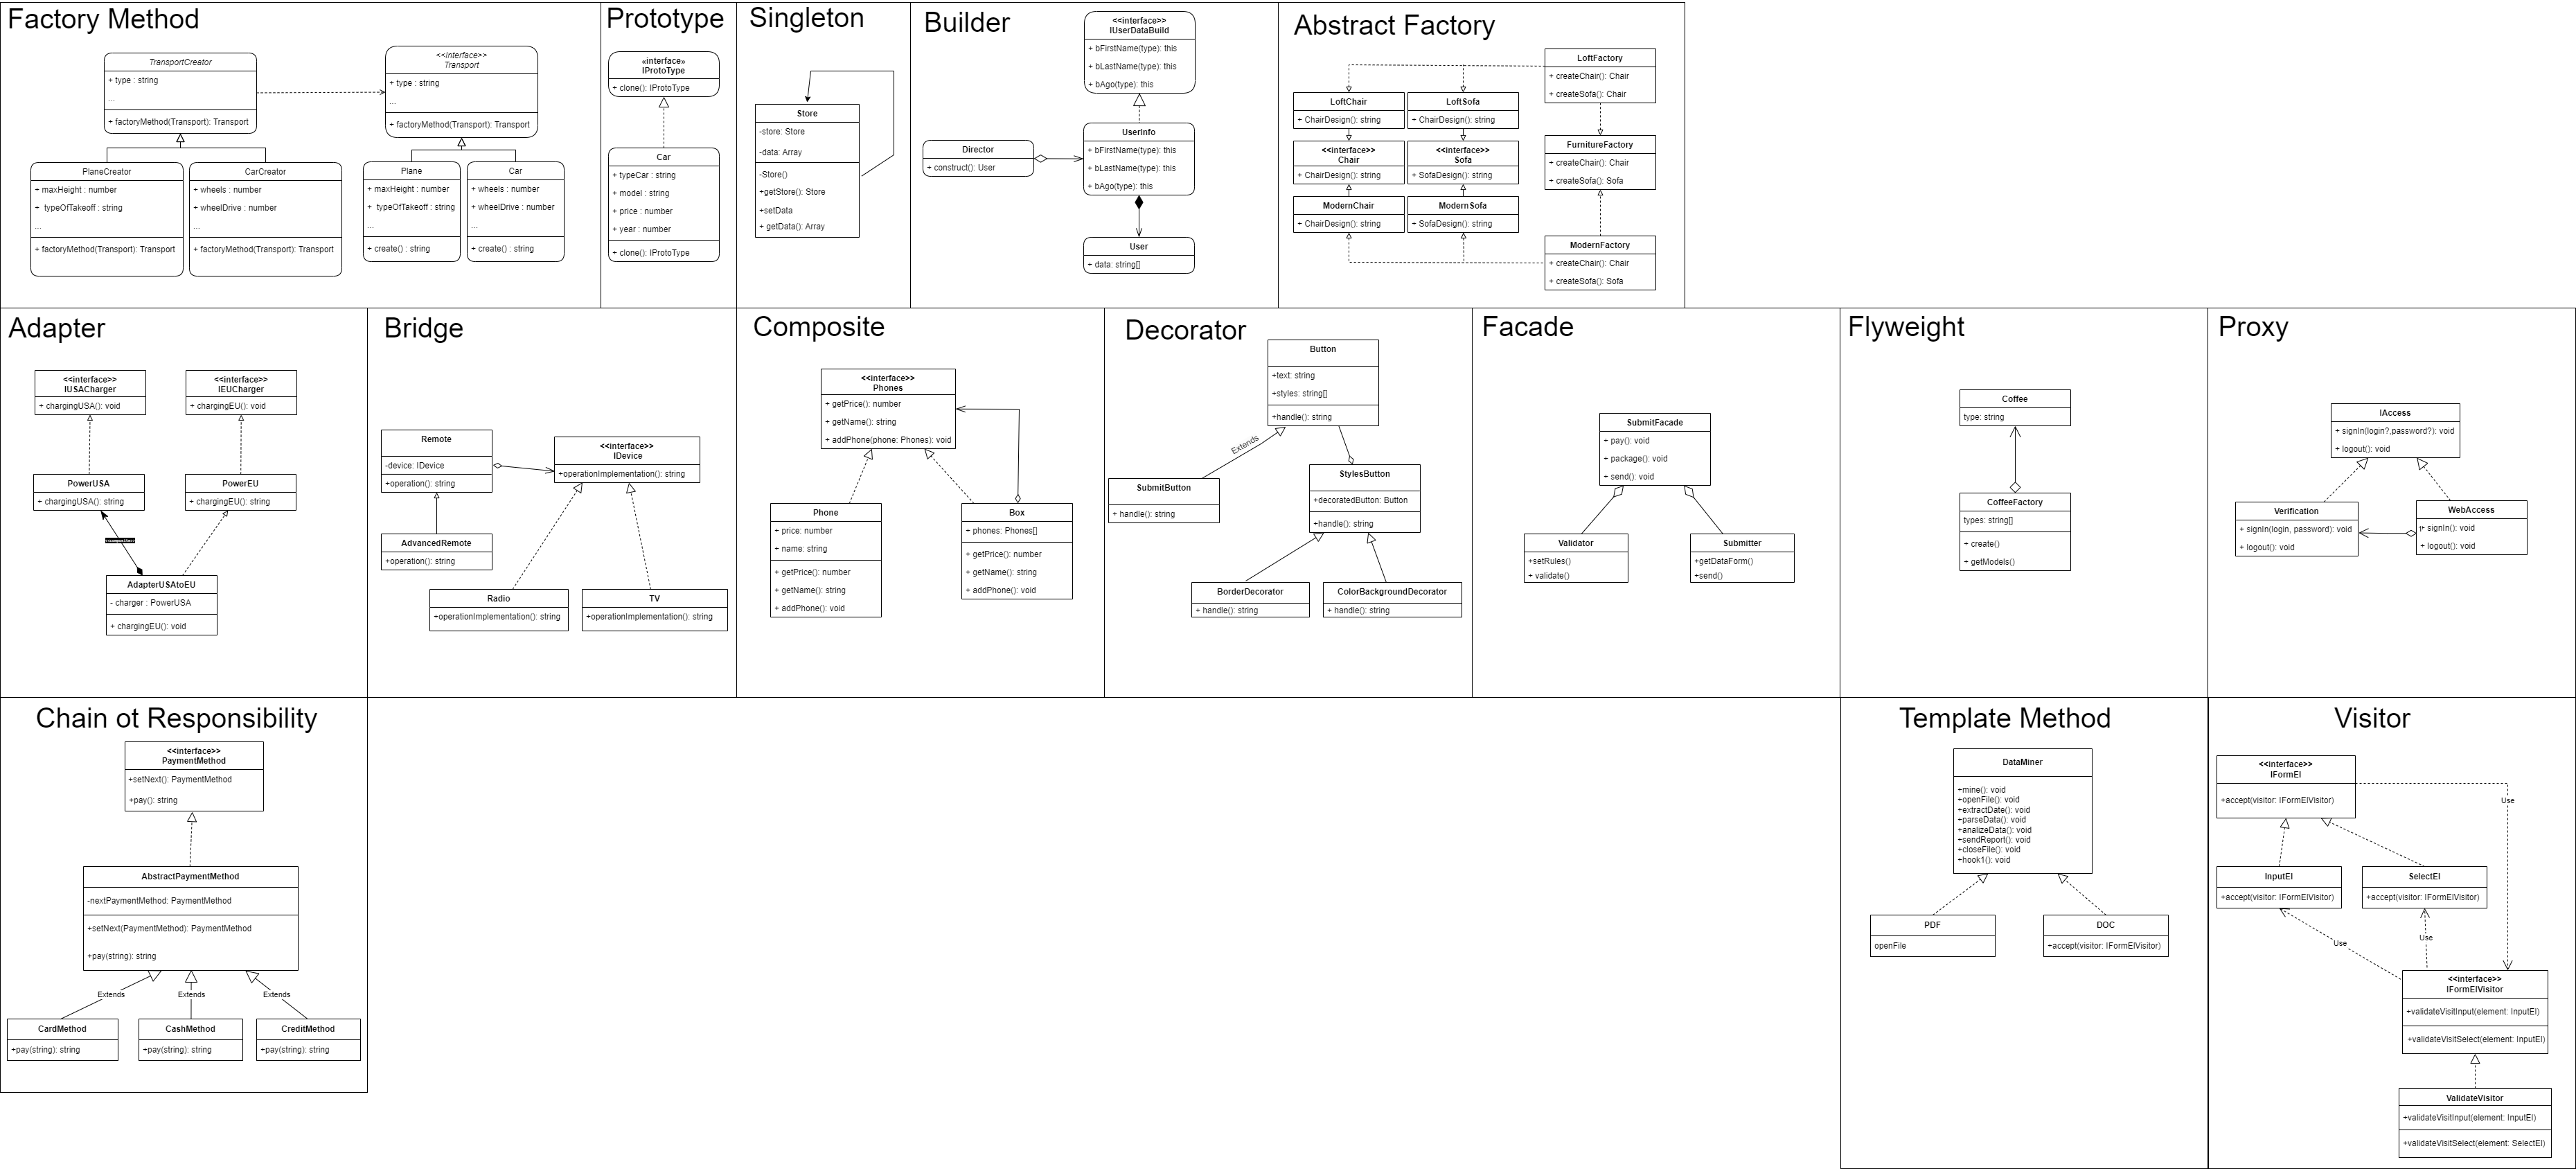 Factory Method
TransportCreator
+ type : string
...
+ factoryMethod(Transport): Transport
<<interface>>
Transport
+ type : string
...
+ factoryMethod(Transport): Transport
PlaneCreator
+ maxHeight : number
+ typeOfTakeoff : string
...
+ factoryMethod(Transport): Transport
CarCreator
+ wheels : number
+ wheelDrive : number
...
+ factoryMethod(Transport): Transport
Plane
+ maxHeight : number
+ typeOfTakeoff : string
...
+ create() : string
Car
+ wheels : number
+ wheelDrive : number
...
+ create() : string
Prototype
«interface»
IProtoType
+ clone(): IProtoType
Car
+ typeCar : string
+ model : string
+ price : number
+ year : number
+ clone(): IProtoType
Singleton
Store
-store: Store
-data: Array
-Store()
+getStore(): Store
+setData
+ getData(): Array
Builder
<<interface>>
IUserDataBuild
+ bFirstName(type): this
+ bLastName(type): this
+ bAgo(type): this
Director
+ construct(): User
UserInfo
+ bFirstName(type): this
+ bLastName(type): this
+ bAgo(type): this
User
+ data: string[]
Abstract Factory
LoftFactory
+ createChair(): Chair
+ createSofa(): Chair
LoftChair
+ ChairDesign(): string
LoftSofa
+ ChairDesign(): string
<<interface>>
Chair
+ ChairDesign(): string
<<interface>>
Sofa
+ SofaDesign(): string
FurnitureFactory
+ createChair(): Chair
+ createSofa(): Sofa
ModernChair
+ ChairDesign(): string
ModernSofa
+ SofaDesign(): string
ModernFactory
+ createChair(): Chair
+ createSofa(): Sofa
Adapter
<<interface>>
IUSACharger
+ chargingUSA(): void
<<interface>>
IEUCharger
+ chargingEU(): void
PowerUSA
+ chargingUSA(): string
PowerEU
+ chargingEU(): string
AdapterUSAtoEU
- charger : PowerUSA
+ chargingEU(): void
Bridge
Remote
-device: IDevice
+operation(): string
<<interface>>
IDevice
+operationImplementation(): string
AdvancedRemote
+operation(): string
Radio
+operationImplementation(): string
TV
+operationImplementation(): string
Composite
<<interface>>
Phones
+ getPrice(): number
+ getName(): string
+ addPhone(phone: Phones): void
Phone
+ price: number
+ name: string
+ getPrice(): number
+ getName(): string
+ addPhone(): void
Box
+ phones: Phones[]
+ getPrice(): number
+ getName(): string
+ addPhone(): void
Decorator
Button
+text: string
+styles: string[]
+handle(): string
Extends
SubmitButton
+ handle(): string
StylesButton
+decoratedButton: Button
+handle(): string
BorderDecorator
+ handle(): string
ColorBackgroundDecorator
+ handle(): string
Facade
SubmitFacade
+ pay(): void
+ package(): void
+ send(): void
Validator
+setRules()
+ validate()
Submitter
+getDataForm()
+send()
Flyweight
Coffee
type: string
CoffeeFactory
types: string[]
+ create()
+ getModels()
Proxy
IAccess
+ signIn(login?,password?): void
+ logout(): void
Verification
+ signIn(login, password): void
+ logout(): void
WebAccess
1
+ signIn(): void
+ logout(): void
Chain ot Responsibility
<<interface>>
PaymentMethod
+setNext(): PaymentMethod
+pay(): string
AbstractPaymentMethod
-nextPaymentMethod: PaymentMethod
+setNext(PaymentMethod): PaymentMethod
+pay(string): string
Extends
Extends
Extends
CardMethod
+pay(string): string
CashMethod
+pay(string): string
CreditMethod
+pay(string): string
Template Method
DataMiner
+mine(): void
+openFile(): void
+extractDate(): void
+parseData(): void
+analizeData(): void
+sendReport(): void
+closeFile(): void
+hook1(): void
PDF
openFile
DOC
+accept(visitor: IFormElVisitor)
Visitor
<<interface>>
IFormEl
+accept(visitor: IFormElVisitor)
Use
InputEl
+accept(visitor: IFormElVisitor)
SelectEl
+accept(visitor: IFormElVisitor)
Use
Use
<<interface>>
IFormElVisitor
+validateVisitInput(element: InputEl)
+validateVisitSelect(element: InputEl)
ValidateVisitor
+validateVisitInput(element: InputEl)
+validateVisitSelect(element: SelectEl)